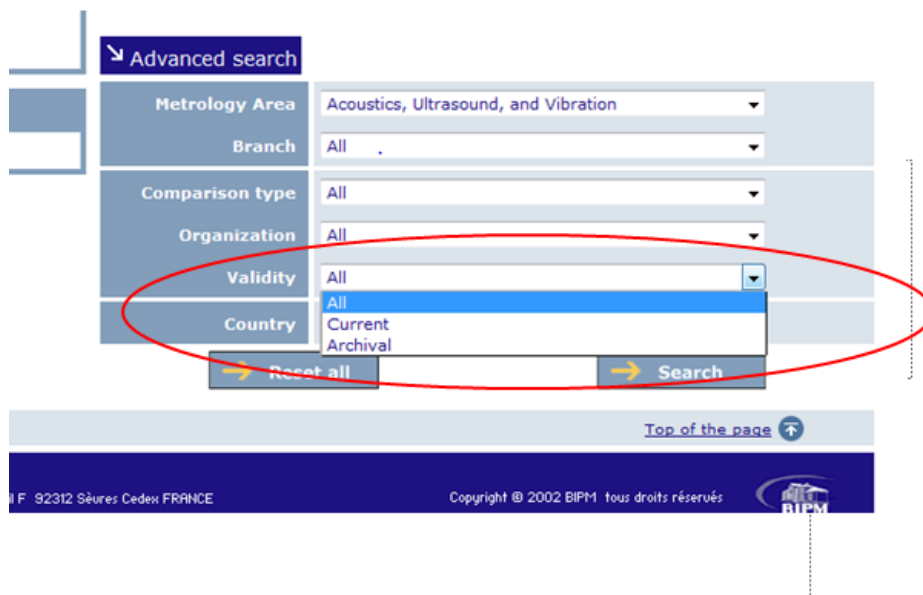 Advanced search
Metrology Area Acoustics, Ultrasound, and Vibration
Branch All
Comparison type All
Organization All
Validity All
All
Country Current
Archival
Reset all Search
Top of the page
F 92312 Sèvres Cedex FRANCE Copyright @ 2002 BIPM tous droits réservés
BIPM